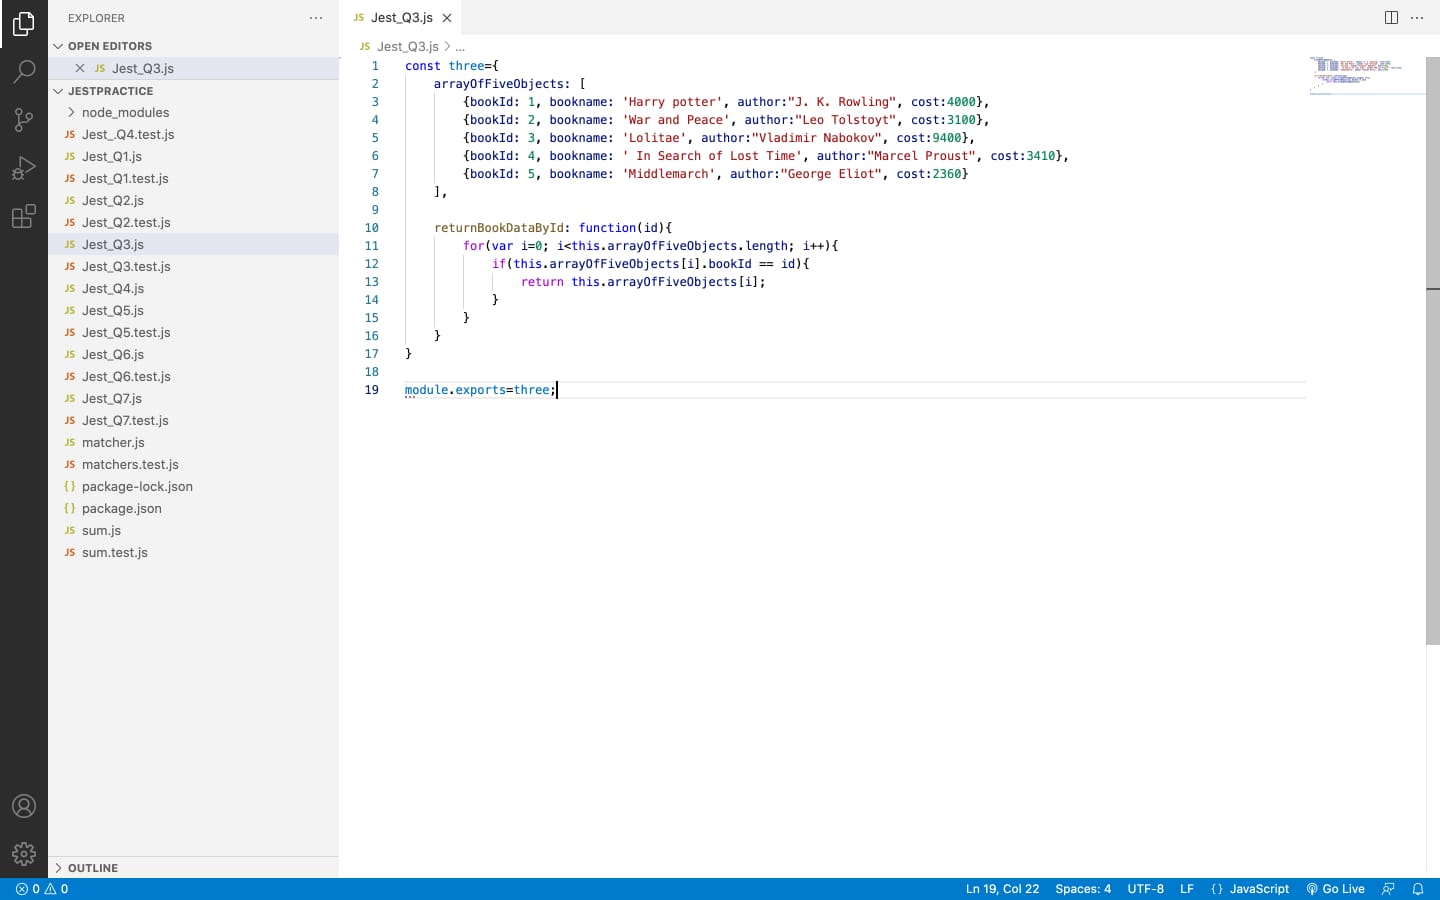 EXPLORER
OPEN EDITORS
JS Jest_Q3.js
JESTPRACTICE
node_modules
JS Jest_.Q4.test.js
JS Jest_Q1.js
JS Jest_Q1.test.js
JS Jest_Q2.js
JS Jest_Q2.test.js
JS Jest_Q3.js
JS Jest_Q3.test.js
JS Jest_Q4.js
JS Jest_Q5.js
JS Jest_Q5.test.js
JS Jest_Q6.js
JS Jest_Q6.test.js
JS Jest_Q7.js
JS Jest_Q7.test.js
JS matcher.js
JS matchers.test.js
{} package-lock.json
{} package.json
JS sum.js
JS sum.test.js
OUTLINE
JS Jest_Q3.js
JS Jest_Q3.js > ...
1 const three={
2 arrayOfFiveObjects: [
3 {bookId: 1, bookname: 'Harry potter', author:"J. K. Rowling", cost:4000},
4 {bookId: 2, bookname: 'War and Peace', author:"Leo Tolstoyt", cost:3100},
5 {bookId: 3, bookname: 'Lolitae', author:"Vladimir Nabokov", cost:9400},
6 {bookId: 4, bookname: ' In Search of Lost Time', author:"Marcel Proust", cost:3410},
7 {bookId: 5, bookname: 'Middlemarch', author:"George Eliot", cost:2360}
8 ],
9
10 returnBookDataById: function(id){
11 for(var i=0; i<this.arrayOfFiveObjects.length; i++){
12 if(this.arrayOfFiveObjects[i].bookId == id){
13 return this.arrayOfFiveObjects[i];
14 }
15 }
16 }
17 }
18
19 module.exports=three;
0 0 Ln 19, Col 22 Spaces: 4 UTF-8 LF {} JavaScript Go Live